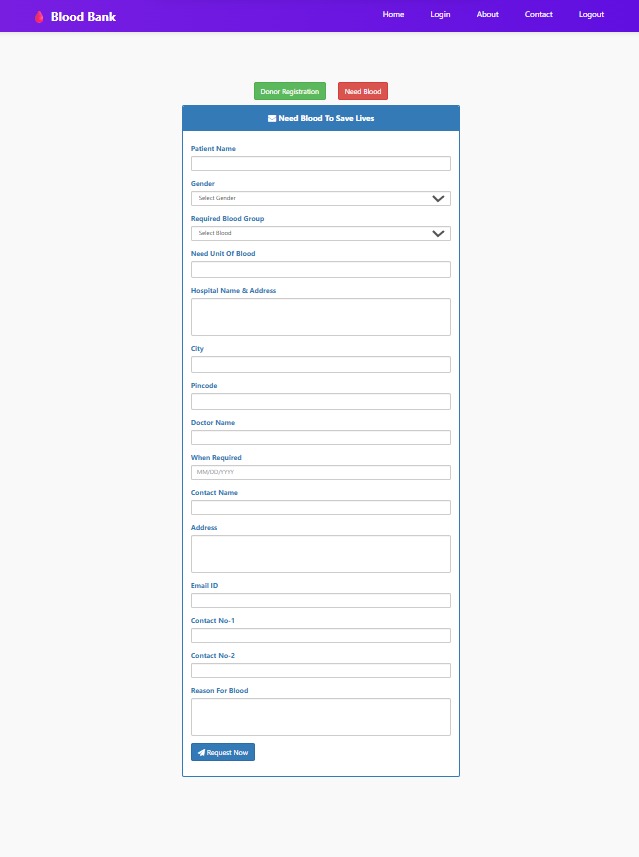 Blood Bank
Home Login About Contact Logout
Donor Registration Need Blood
Need Blood To Save Lives
Patient Name
Gender
Select Gender
Required Blood Group
Select Blood
Need Unit Of Blood
Hospital Name & Address
City
Pincode
Doctor Name
When Required
MM/DD/YYYY
Contact Name
Address
Email ID
Contact No-1
Contact No-2
Reason For Blood
Request Now